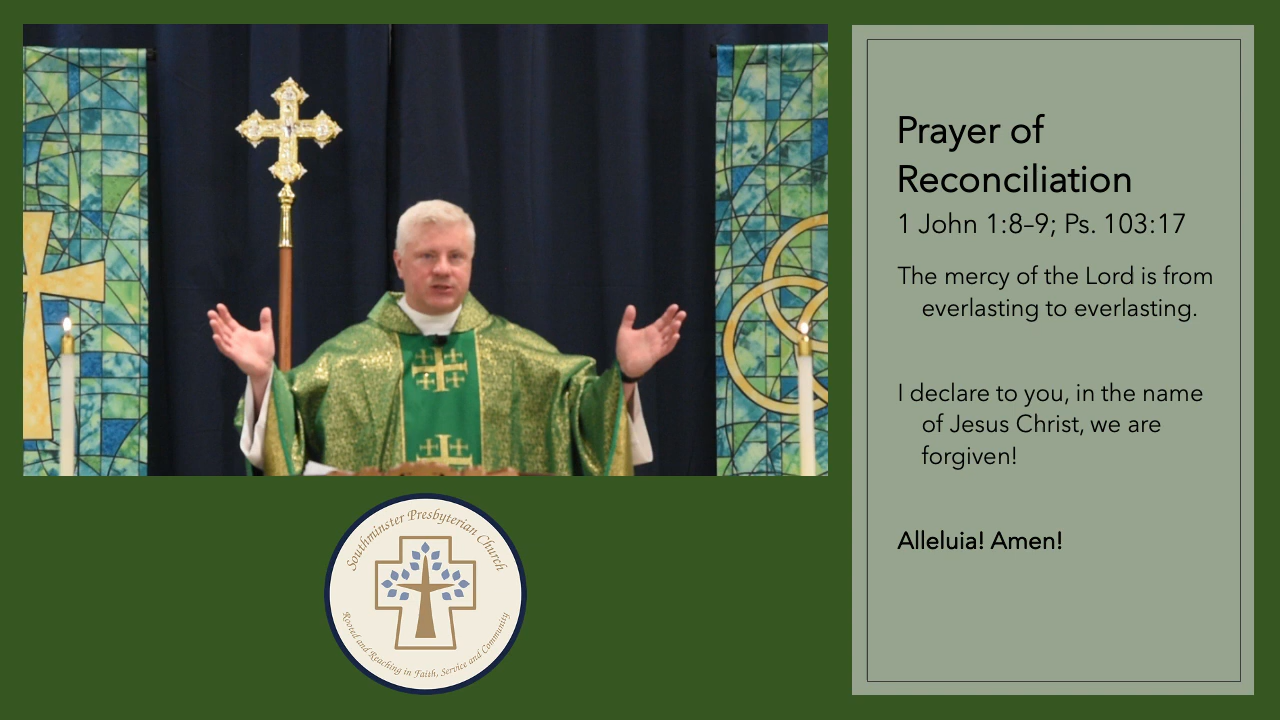 Prayer of
Reconciliation
1 John 1:8–9; Ps. 103:17
The mercy of the Lord is from
everlasting to everlasting.
I declare to you, in the name
of Jesus Christ, we are
forgiven!
Alleluia! Amen!
Southminster Presbyterian Church
Rooted and Reaching in Faith, Service and Community